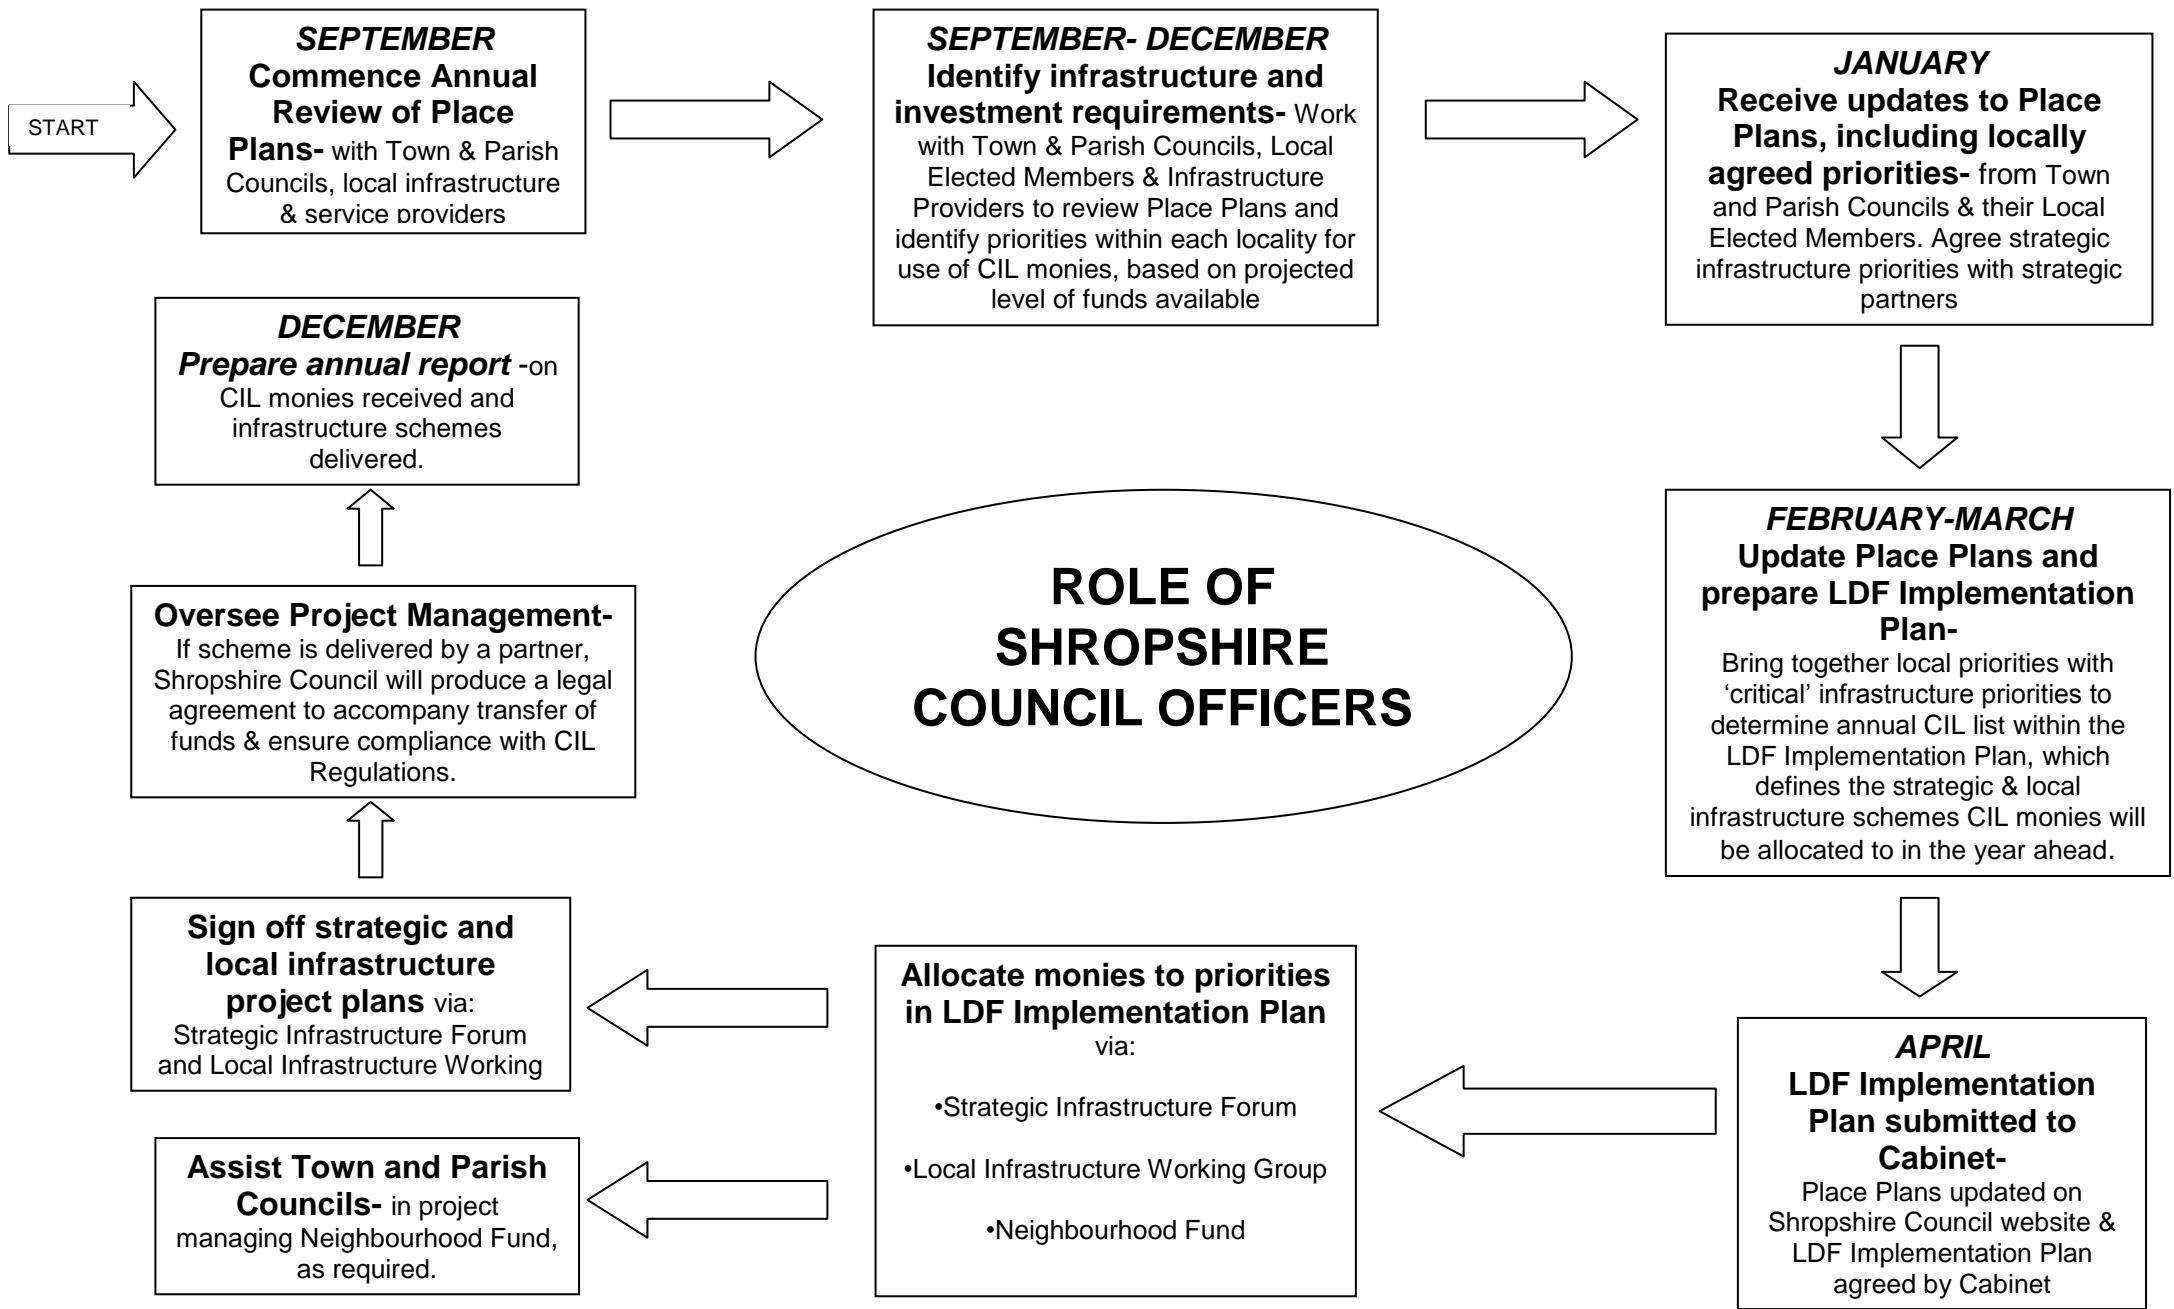 START
SEPTEMBER
Commence Annual
Review of Place
Plans- with Town & Parish
Councils, local infrastructure
& service providers
SEPTEMBER- DECEMBER
Identify infrastructure and
investment requirements- Work
with Town & Parish Councils, Local
Elected Members & Infrastructure
Providers to review Place Plans and
identify priorities within each locality for
use of CIL monies, based on projected
level of funds available
JANUARY
Receive updates to Place
Plans, including locally
agreed priorities- from Town
and Parish Councils & their Local
Elected Members. Agree strategic
infrastructure priorities with strategic
partners
FEBRUARY-MARCH
Update Place Plans and
prepare LDF Implementation
Plan-
Bring together local priorities with
‘critical’ infrastructure priorities to
determine annual CIL list within the
LDF Implementation Plan, which
defines the strategic & local
infrastructure schemes CIL monies will
be allocated to in the year ahead.
APRIL
LDF Implementation
Plan submitted to
Cabinet-
Place Plans updated on
Shropshire Council website &
LDF Implementation Plan
agreed by Cabinet
Allocate monies to priorities
in LDF Implementation Plan
via:
•Strategic Infrastructure Forum
•Local Infrastructure Working Group
•Neighbourhood Fund
Sign off strategic and
local infrastructure
project plans via:
Strategic Infrastructure Forum
and Local Infrastructure Working
Assist Town and Parish
Councils- in project
managing Neighbourhood Fund,
as required.
Oversee Project Management-
If scheme is delivered by a partner,
Shropshire Council will produce a legal
agreement to accompany transfer of
funds & ensure compliance with CIL
Regulations.
DECEMBER
Prepare annual report -on
CIL monies received and
infrastructure schemes
delivered.
ROLE OF
SHROPSHIRE
COUNCIL OFFICERS